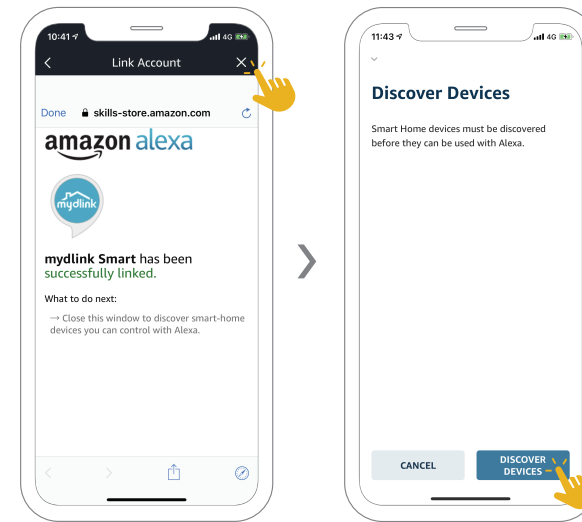 10:41
4G
Link Account
Done
skills-store.amazon.com
amazon alexa
mydlink
mydlink Smart has been
successfully linked.
What to do next:
→ Close this window to discover smart-home
devices you can control with Alexa.
11:43
4G
Discover Devices
Smart Home devices must be discovered
before they can be used with Alexa.
CANCEL
DISCOVER
DEVICES